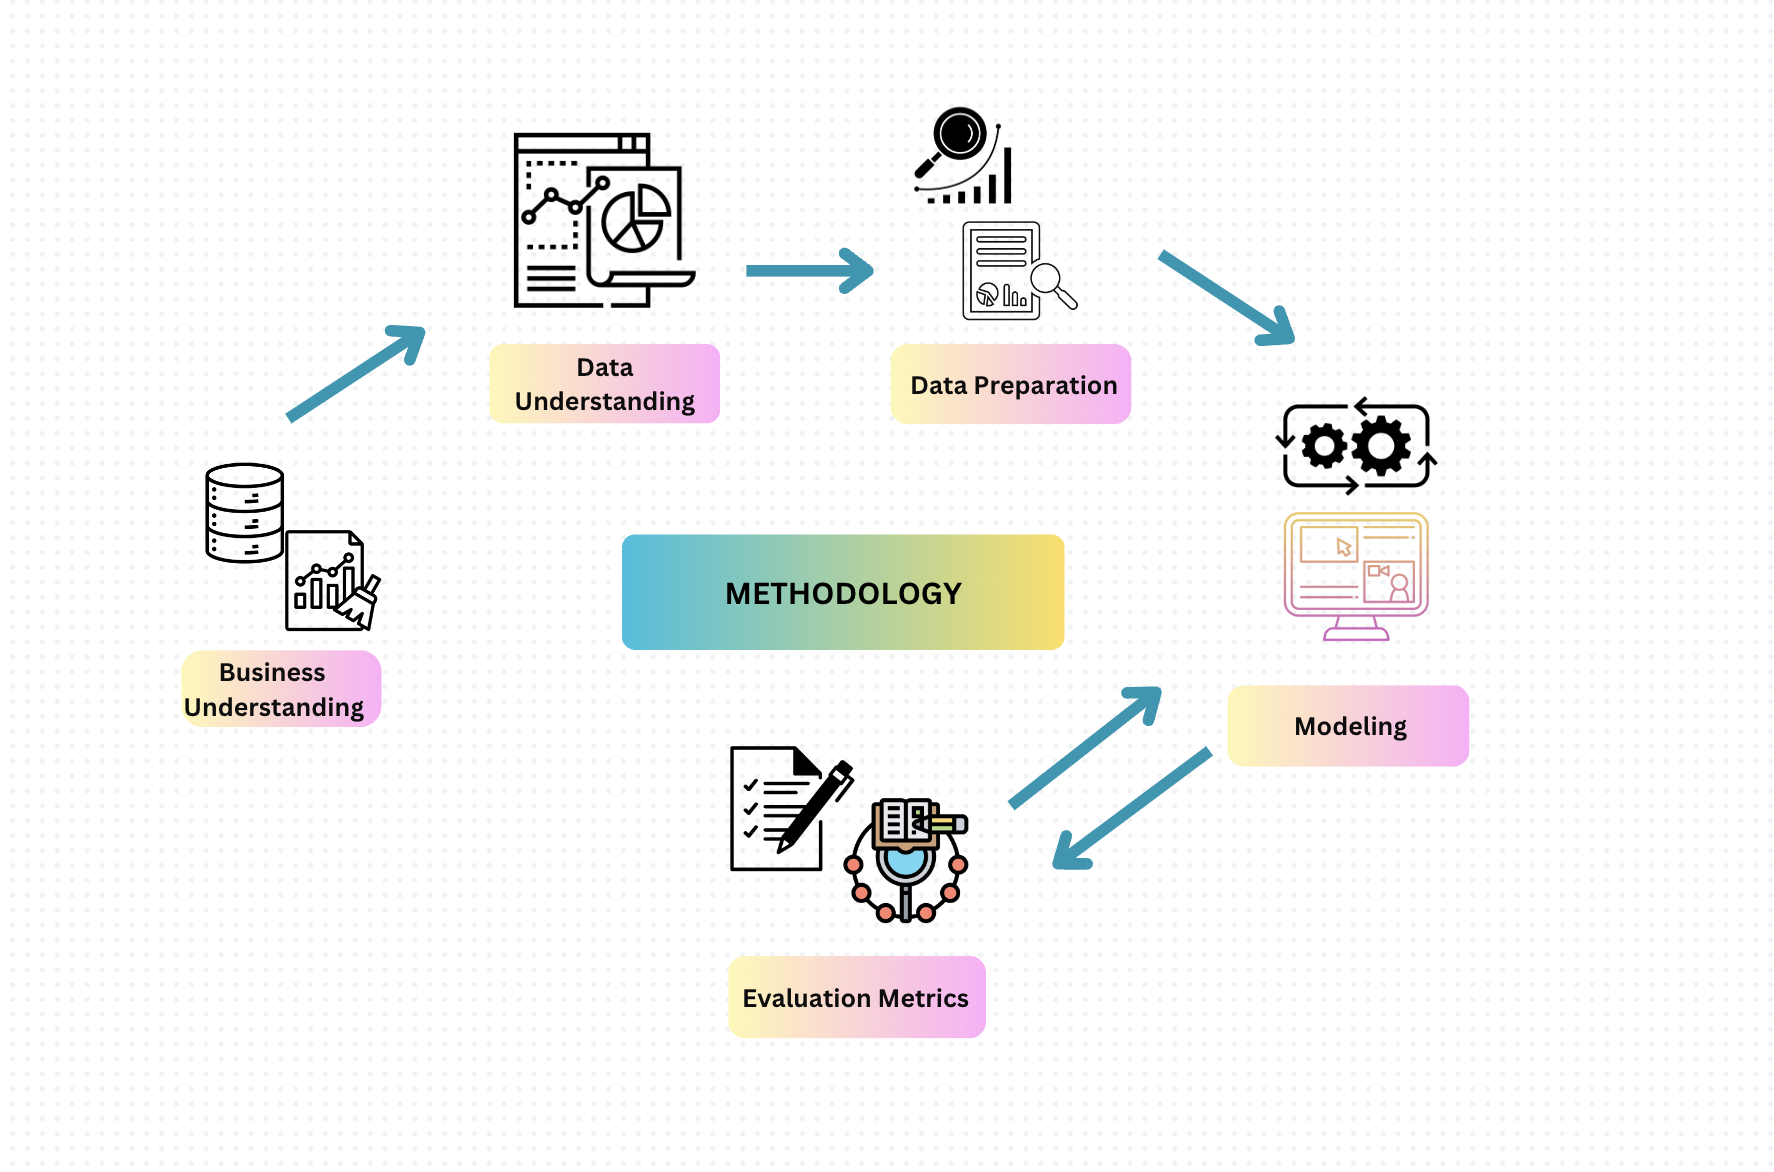 Data
Understanding
Data Preparation
METHODOLOGY
Business
Understanding
Modeling
Evaluation Metrics